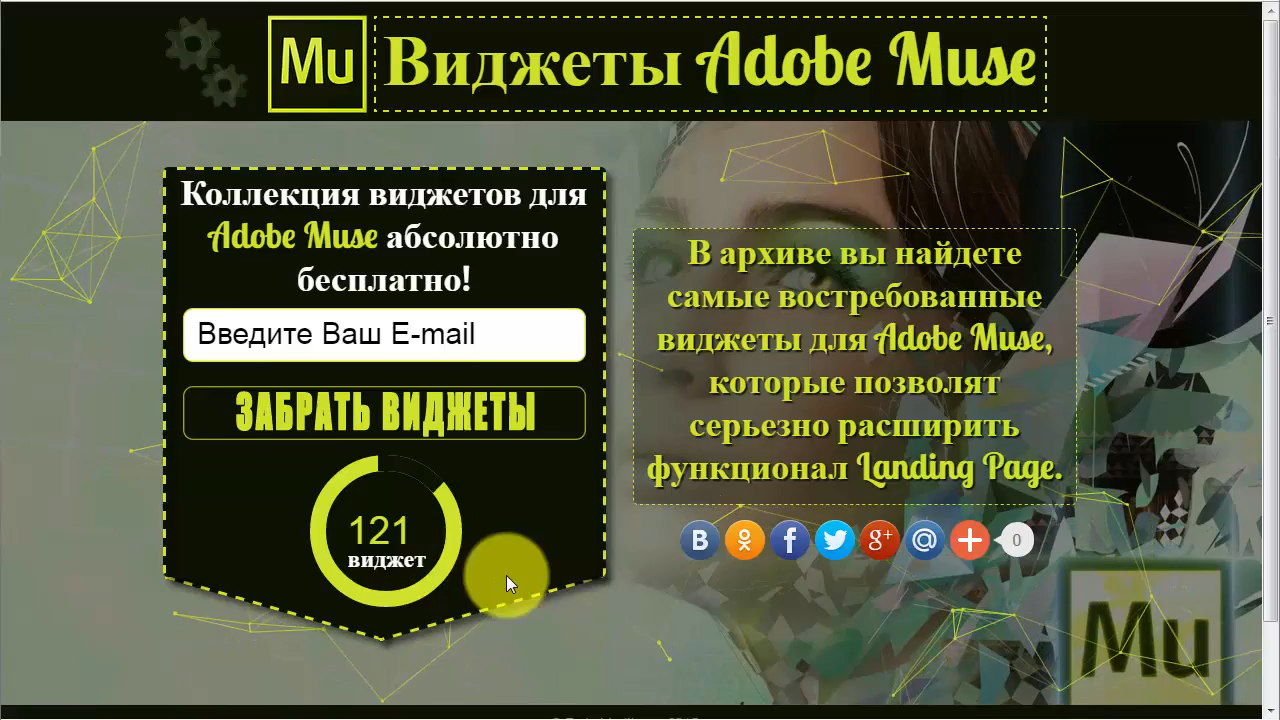 Mu
Виджеты Adobe Muse
Коллекция виджетов для
Adobe Muse абсолютно
бесплатно!
Введите Ваш E-mail
ЗАБРАТЬ ВИДЖЕТЫ
121
виджет
В архиве вы найдете
самые востребованные
виджеты для Adobe Muse,
которые позволят
серьезно расширить
функционал Landing Page.
B
f
g+
@
+
0
Mu